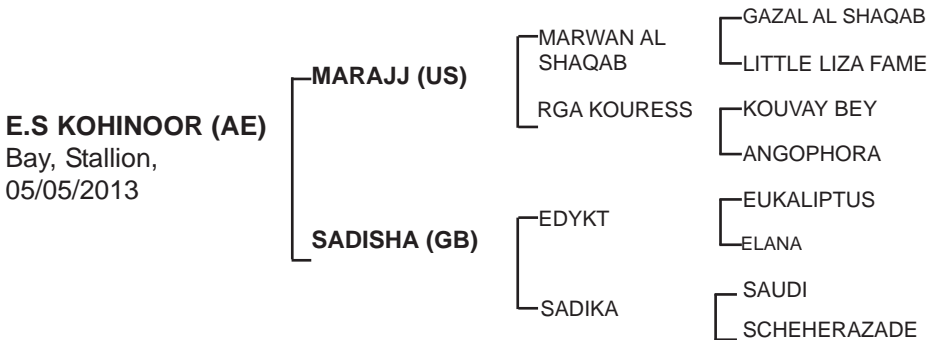 E.S KOHINOOR (AE)
Bay, Stallion,
05/05/2013
MARAJJ (US)
SADISHA (GB)
MARWAN AL
SHAQAB
RGA KOURESS
EDYKT
SADIKA
GAZAL AL SHAQAB
LITTLE LIZA FAME
KOUVAY BEY
ANGOPHORA
EUKALIPTUS
ELANA
SAUDI
SCHEHERAZADE